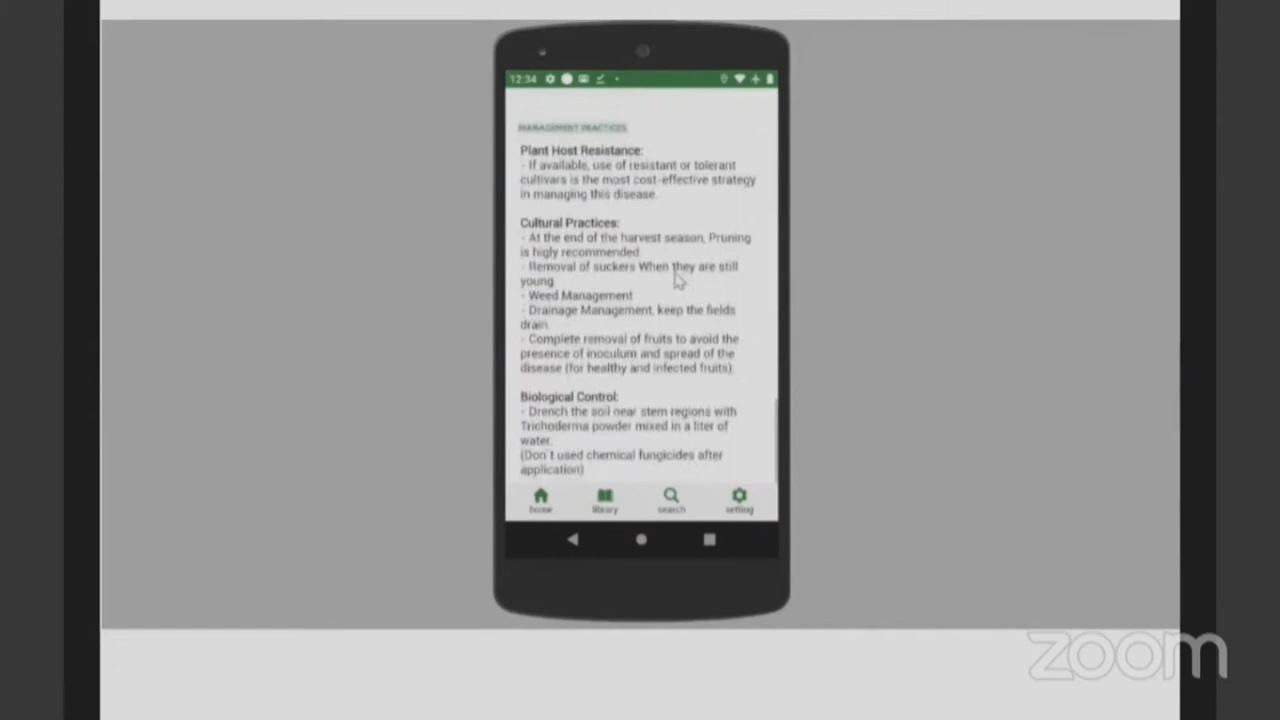 12:34
MANAGEMENT PRACTICES
Plant Host Resistance:
- If available, use of resistant or tolerant
cultivars is the most cost-effective strategy
in managing this disease.
Cultural Practices:
- At the end of the harvest season, Pruning
is higly recommended.
- Removal of suckers When they are still
young
- Weed Management
- Drainage Management, keep the fields
drain.
- Complete removal of fruits to avoid the
presence of inoculum and spread of the
disease (for healthy and infected fruits).
Biological Control:
- Drench the soil near stem regions with
Trichoderma powder mixed in a liter of
water.
(Don't used chemical fungicides after
application)
home library search setting
zoom